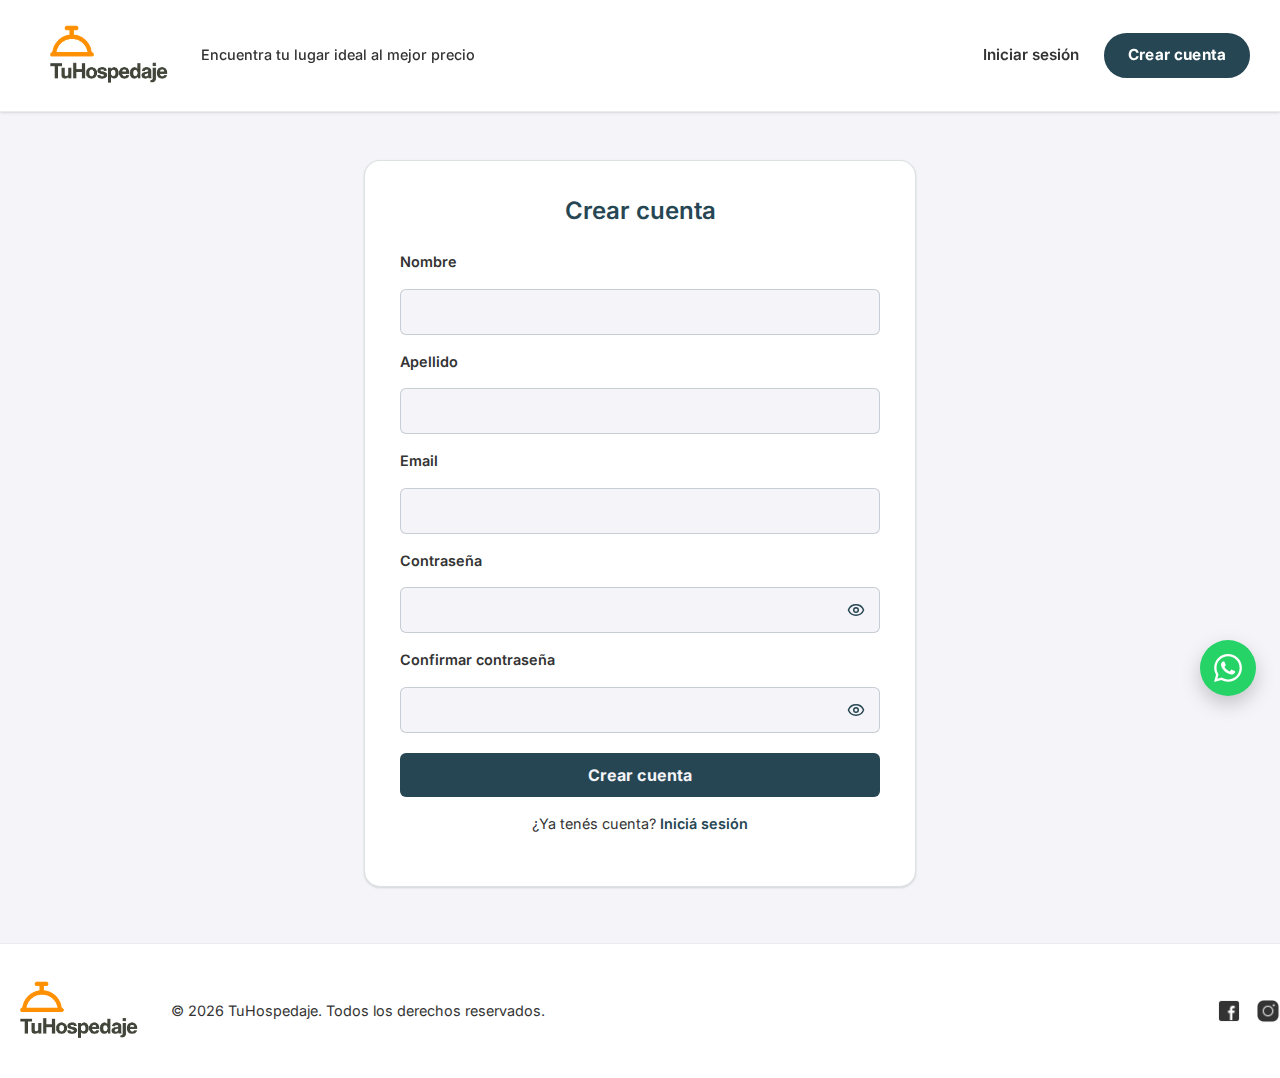 TuHospedaje
Encuentra tu lugar ideal al mejor precio
Iniciar sesión
Crear cuenta
Crear cuenta
Nombre
Apellido
Email
Contraseña
Confirmar contraseña
Crear cuenta
¿Ya tenés cuenta? Iniciá sesión
TuHospedaje
© 2026 TuHospedaje. Todos los derechos reservados.